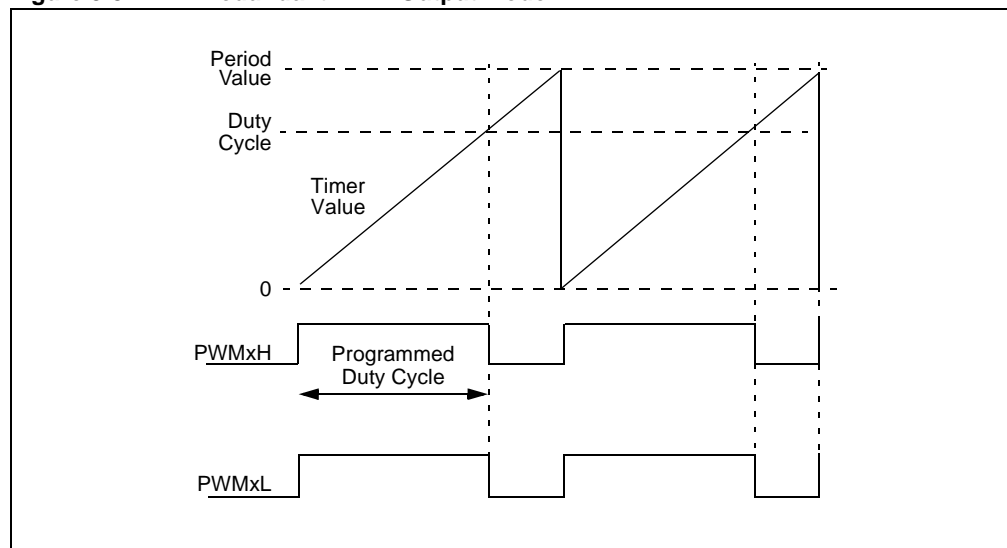 Period
Value
Duty
Cycle
Timer
Value
0
PWMxH
Programmed
Duty Cycle
PWMxL